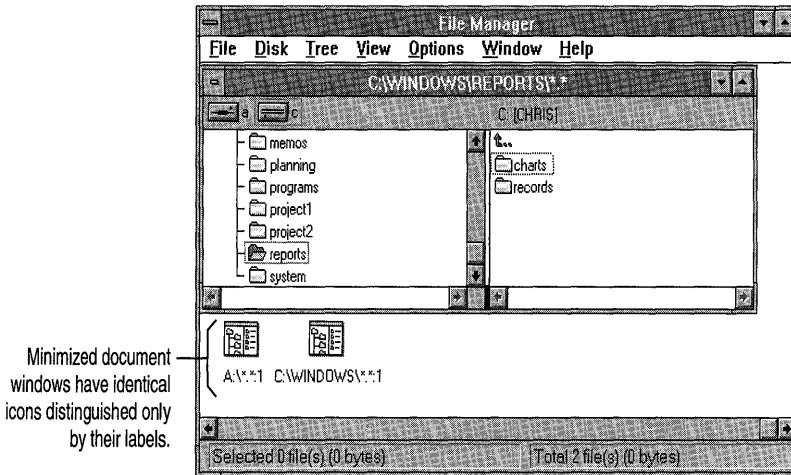 File Manager
File Disk Tree View Options Window Help
C:\WINDOWS\REPORTS\*.*
a c C: [CHRIS]
memos
planning
programs
project1
project2
reports
system
..
charts
records
A:\*.*:1 C:\WINDOWS\*.*:1
Minimized document
windows have identical
icons distinguished only
by their labels.
Selected 0 file(s) (0 bytes) Total 2 file(s) (0 bytes)